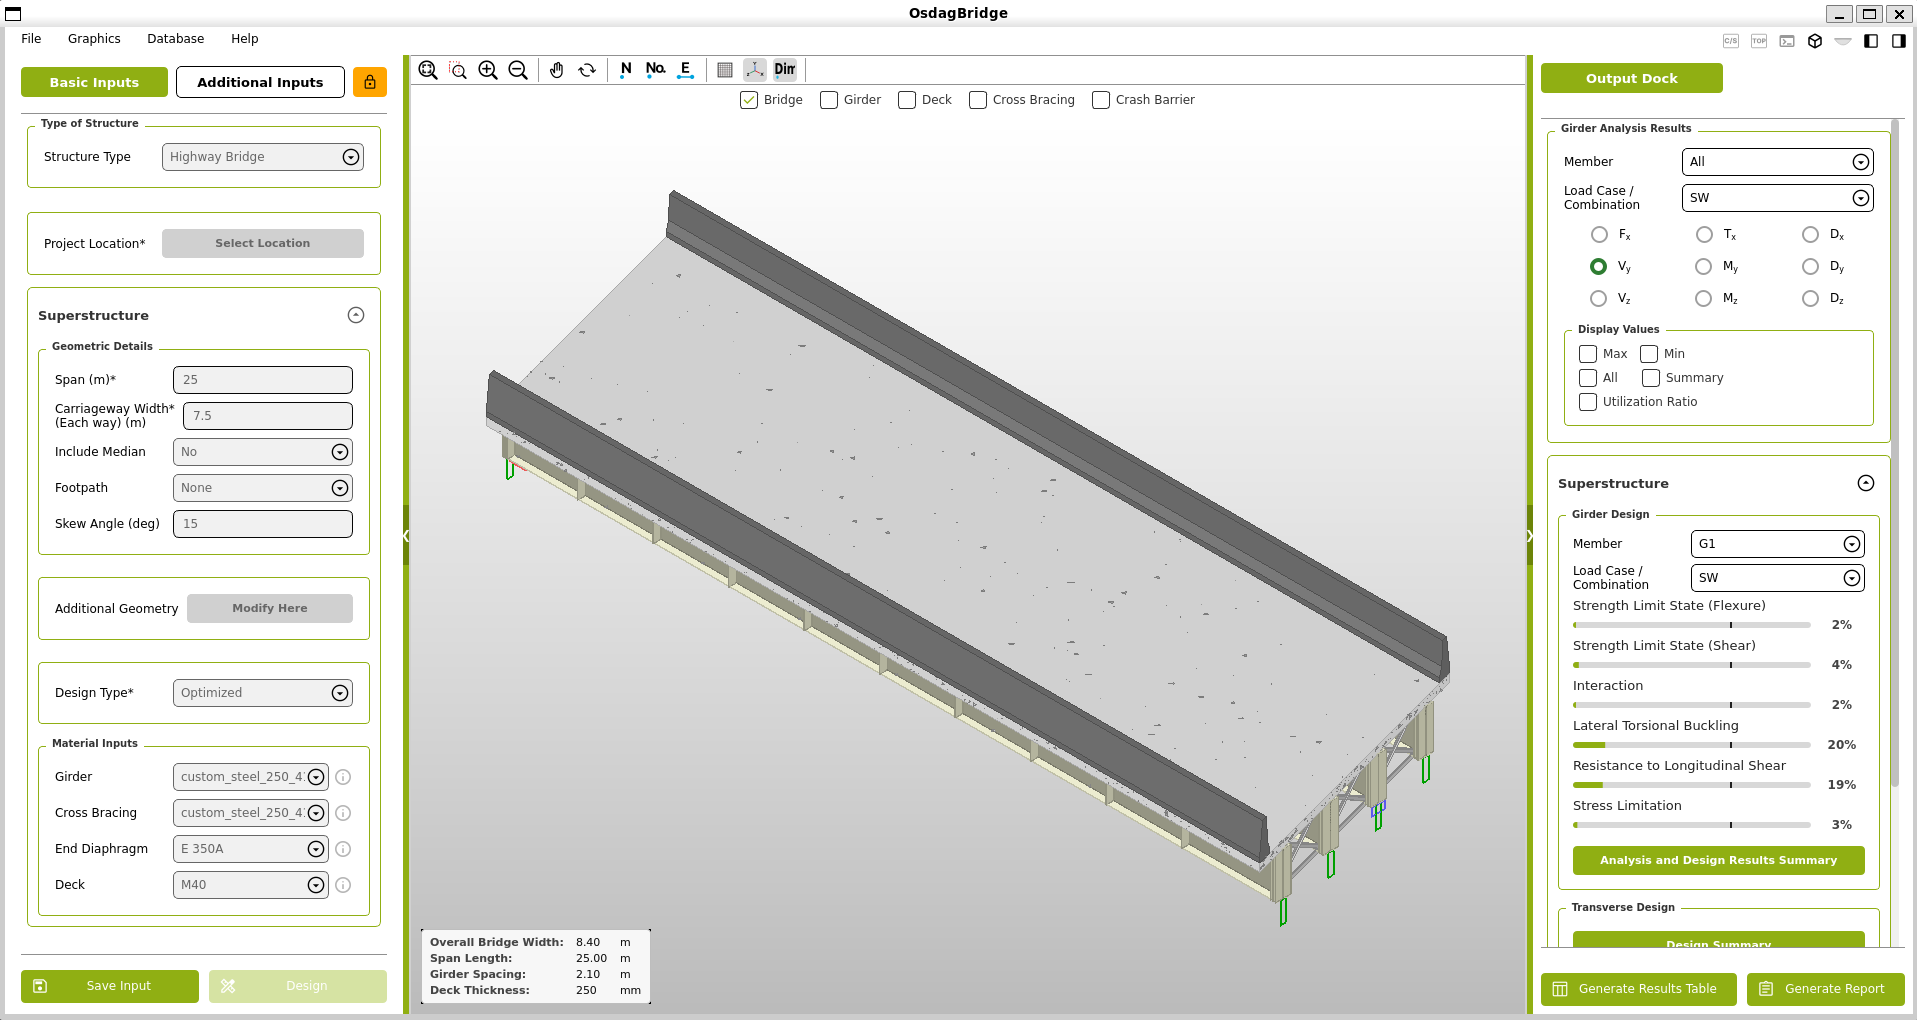 OsdagBridge
File Graphics Database Help
C/S TOP
Basic Inputs Additional Inputs
Type of Structure
Structure Type Highway Bridge
Project Location* Select Location
Superstructure
Geometric Details
Span (m)* 25
Carriageway Width* (Each way) (m) 7.5
Include Median No
Footpath None
Skew Angle (deg) 15
Additional Geometry Modify Here
Design Type* Optimized
Material Inputs
Girder custom_steel_250_4
Cross Bracing custom_steel_250_4
End Diaphragm E 350A
Deck M40
Save Input Design
N No. E Dim
Bridge Girder Deck Cross Bracing Crash Barrier
Overall Bridge Width: 8.40 m
Span Length: 25.00 m
Girder Spacing: 2.10 m
Deck Thickness: 250 mm
Output Dock
Girder Analysis Results
Member All
Load Case / Combination SW
Fx Tx Dx
Vy My Dy
Vz Mz Dz
Display Values
Max Min
All Summary
Utilization Ratio
Superstructure
Girder Design
Member G1
Load Case / Combination SW
Strength Limit State (Flexure)
2%
Strength Limit State (Shear)
4%
Interaction
2%
Lateral Torsional Buckling
20%
Resistance to Longitudinal Shear
19%
Stress Limitation
3%
Analysis and Design Results Summary
Transverse Design
Design Summary
Generate Results Table Generate Report